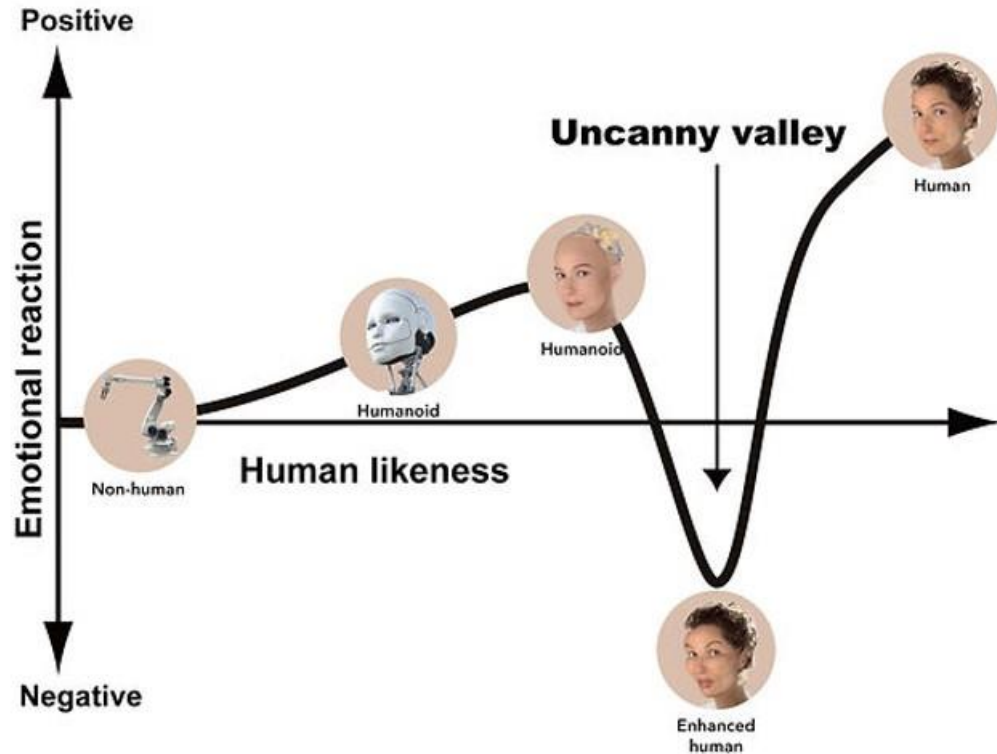 Positive
Uncanny valley
Human
Emotional reaction
Humanoid
Humanoid
Human likeness
Non-human
Negative
Enhanced
human